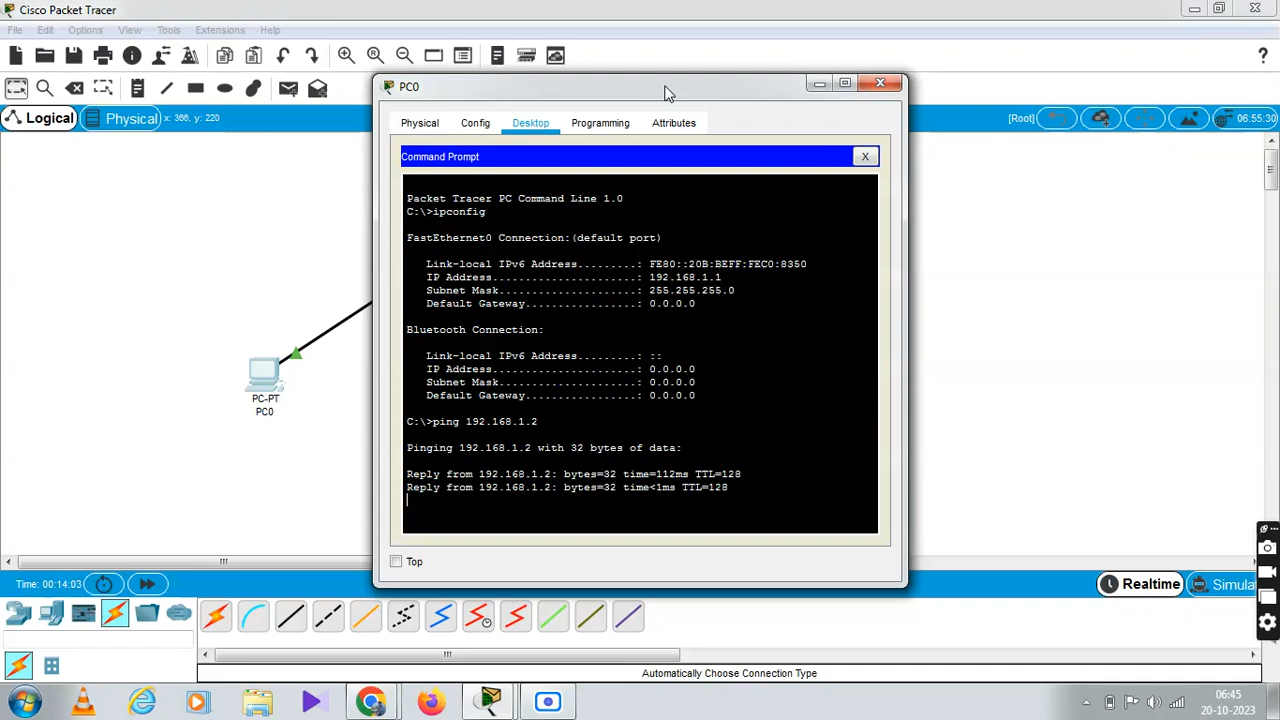 Cisco Packet Tracer
File Edit Options View Tools Extensions Help
Logical Physical x: 366, y: 220 [Root] 06:55:30
PC0
Physical Config Desktop Programming Attributes
Command Prompt X
Packet Tracer PC Command Line 1.0
C:\>ipconfig
FastEthernet0 Connection:(default port)
Link-local IPv6 Address.........: FE80::20B:BEFF:FEC0:8350
IP Address......................: 192.168.1.1
Subnet Mask.....................: 255.255.255.0
Default Gateway.................: 0.0.0.0
Bluetooth Connection:
Link-local IPv6 Address.........: ::
IP Address......................: 0.0.0.0
Subnet Mask.....................: 0.0.0.0
Default Gateway.................: 0.0.0.0
C:\>ping 192.168.1.2
Pinging 192.168.1.2 with 32 bytes of data:
Reply from 192.168.1.2: bytes=32 time=112ms TTL=128
Reply from 192.168.1.2: bytes=32 time<1ms TTL=128
Top
PC-PT
PC0
Time: 00:14:03 Realtime Simula
Automatically Choose Connection Type
06:45
20-10-2023